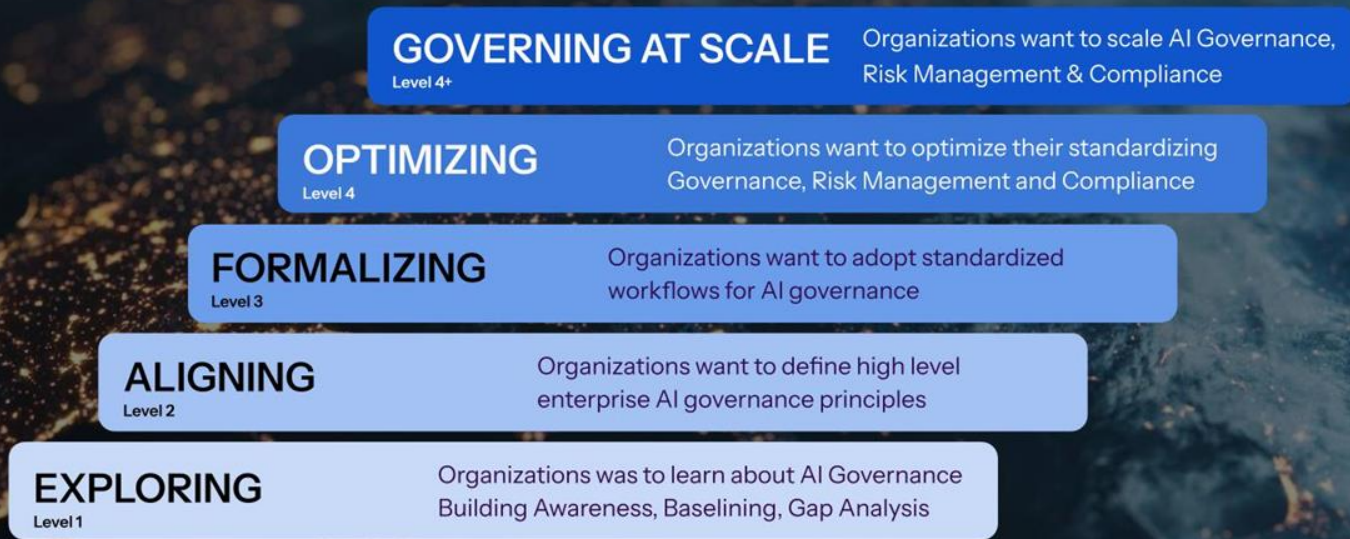 GOVERNING AT SCALE
Level 4+
Organizations want to scale AI Governance,
Risk Management & Compliance
OPTIMIZING
Level 4
Organizations want to optimize their standardizing
Governance, Risk Management and Compliance
FORMALIZING
Level 3
Organizations want to adopt standardized
workflows for AI governance
ALIGNING
Level 2
Organizations want to define high level
enterprise AI governance principles
EXPLORING
Level 1
Organizations was to learn about AI Governance
Building Awareness, Baselining, Gap Analysis